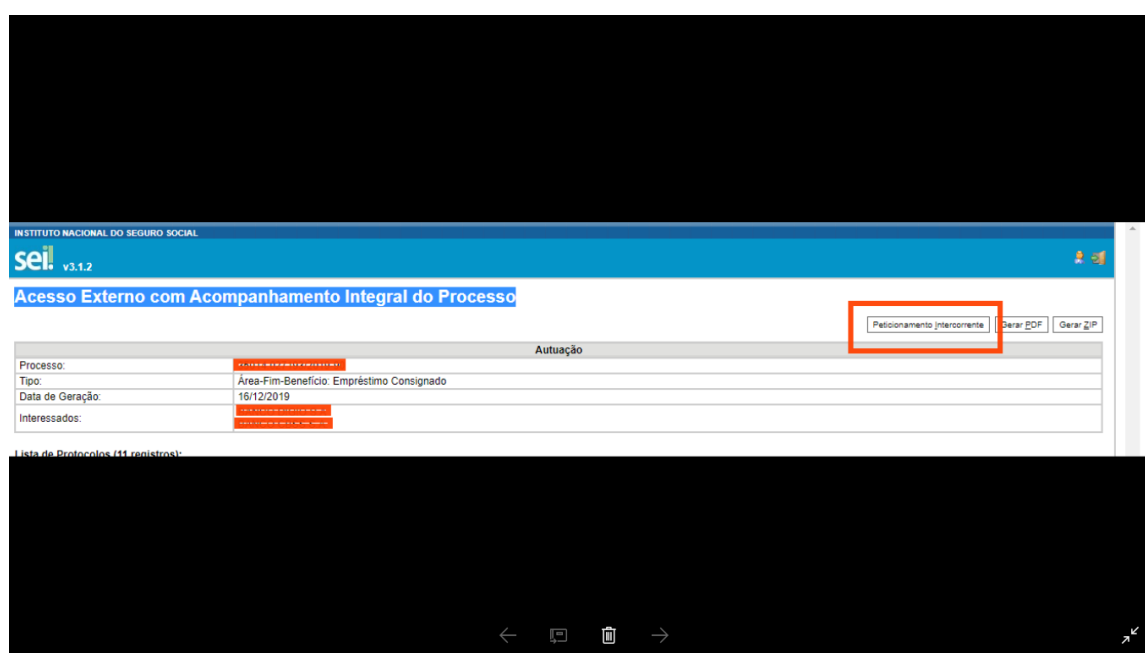 INSTITUTO NACIONAL DO SEGURO SOCIAL
sei! v3.1.2
Acesso Externo com Acompanhamento Integral do Processo
Peticionamento Intercorrente Gerar PDF Gerar ZIP
Autuação
Processo:
Tipo: Área-Fim-Benefício: Empréstimo Consignado
Data de Geração: 16/12/2019
Interessados:
Lista de Protocolos (11 registros):